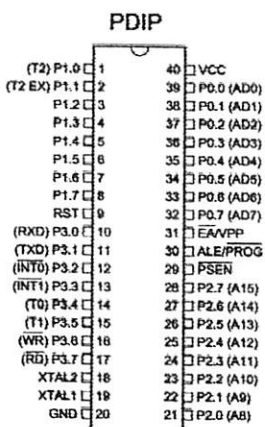 PDIP
(T2) P1.0 1 40 VCC
(T2 EX) P1.1 2 39 P0.0 (AD0)
P1.2 3 38 P0.1 (AD1)
P1.3 4 37 P0.2 (AD2)
P1.4 5 36 P0.3 (AD3)
P1.5 6 35 P0.4 (AD4)
P1.6 7 34 P0.5 (AD5)
P1.7 8 33 P0.6 (AD6)
RST 9 32 P0.7 (AD7)
(RXD) P3.0 10 31 E̅A̅/VPP
(TXD) P3.1 11 30 ALE/P̅R̅O̅G̅
(I̅N̅T̅0̅) P3.2 12 29 P̅S̅E̅N̅
(I̅N̅T̅1̅) P3.3 13 28 P2.7 (A15)
(T0) P3.4 14 27 P2.6 (A14)
(T1) P3.5 15 26 P2.5 (A13)
(W̅R̅) P3.6 16 25 P2.4 (A12)
(R̅D̅) P3.7 17 24 P2.3 (A11)
XTAL2 18 23 P2.2 (A10)
XTAL1 19 22 P2.1 (A9)
GND 20 21 P2.0 (A8)